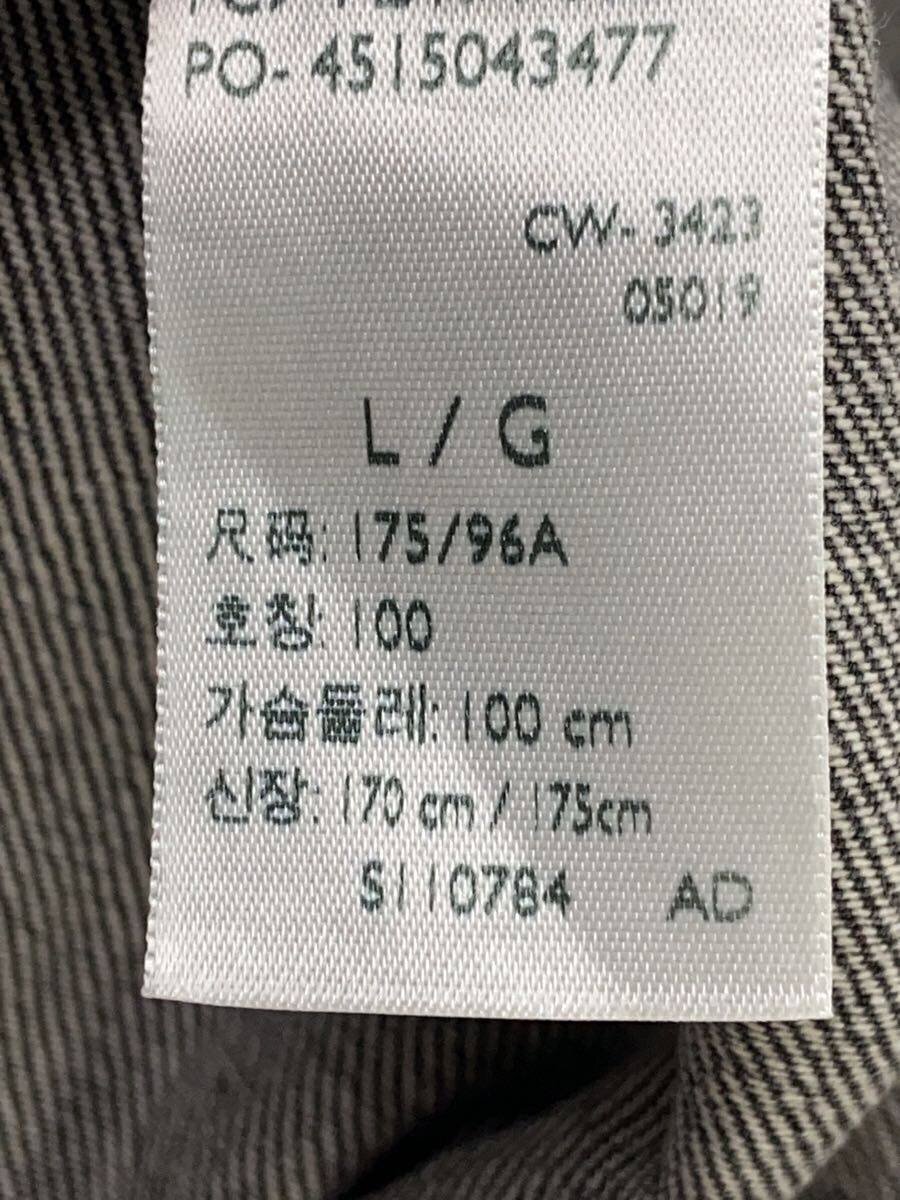 PO- 4515043477
CW- 3423
05019
L / G
尺码: 175/96A
호칭: 100
가슴둘레: 100 cm
신장: 170 cm / 175cm
S110784 AD